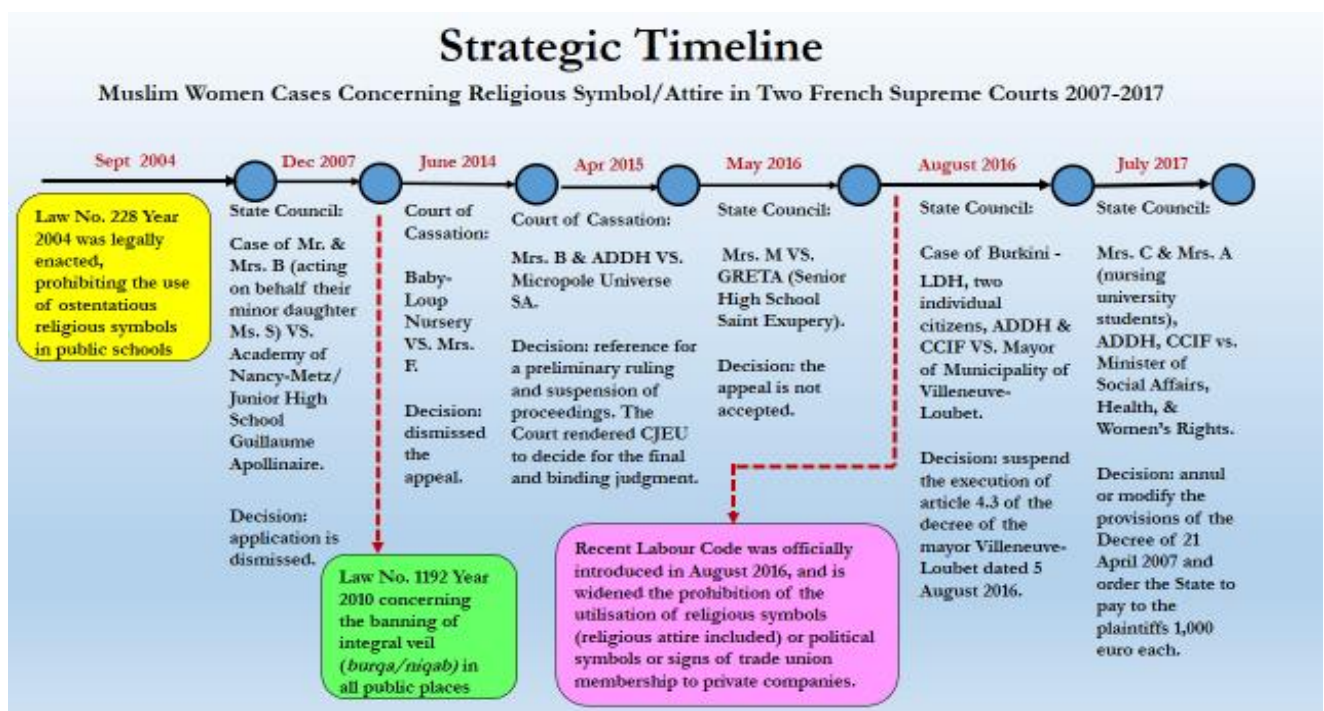 Strategic Timeline
Muslim Women Cases Concerning Religious Symbol/Attire in Two French Supreme Courts 2007-2017
Sept 2004
Law No. 228 Year
2004 was legally
enacted,
prohibiting the use
of ostentatious
religious symbols
in public schools
Dec 2007
State Council:
Case of Mr. &
Mrs. B (acting
on behalf their
minor daughter
Ms. S) VS.
Academy of
Nancy-Metz/
Junior High
School
Guillaume
Apollinaire.
Decision:
application is
dismissed.
Law No. 1192 Year
2010 concerning
the banning of
integral veil
(burqa/niqab) in
all public places
June 2014
Court of
Cassation:
Baby-
Loup
Nursery
VS. Mrs.
F.
Decision:
dismissed
the
appeal.
Apr 2015
Court of Cassation:
Mrs. B & ADDH VS.
Micropole Universe
SA.
Decision: reference for
a preliminary ruling
and suspension of
proceedings. The
Court rendered CJEU
to decide for the final
and binding judgment.
May 2016
State Council:
Mrs. M VS.
GRETA (Senior
High School
Saint Exupery).
Decision: the
appeal is not
accepted.
Recent Labour Code was officially
introduced in August 2016, and is
widened the prohibition of the
utilisation of religious symbols
(religious attire included) or political
symbols or signs of trade union
membership to private companies.
August 2016
State Council:
Case of Burkini -
LDH, two
individual
citizens, ADDH &
CCIF VS. Mayor
of Municipality of
Villeneuve-
Loubet.
Decision: suspend
the execution of
article 4.3 of the
decree of the
mayor Villeneuve-
Loubet dated 5
August 2016.
July 2017
State Council:
Mrs. C & Mrs. A
(nursing
university
students),
ADDH, CCIF vs.
Minister of
Social Affairs,
Health, &
Women's Rights.
Decision: annul
or modify the
provisions of the
Decree of 21
April 2007 and
order the State to
pay to the
plaintiffs 1,000
euro each.